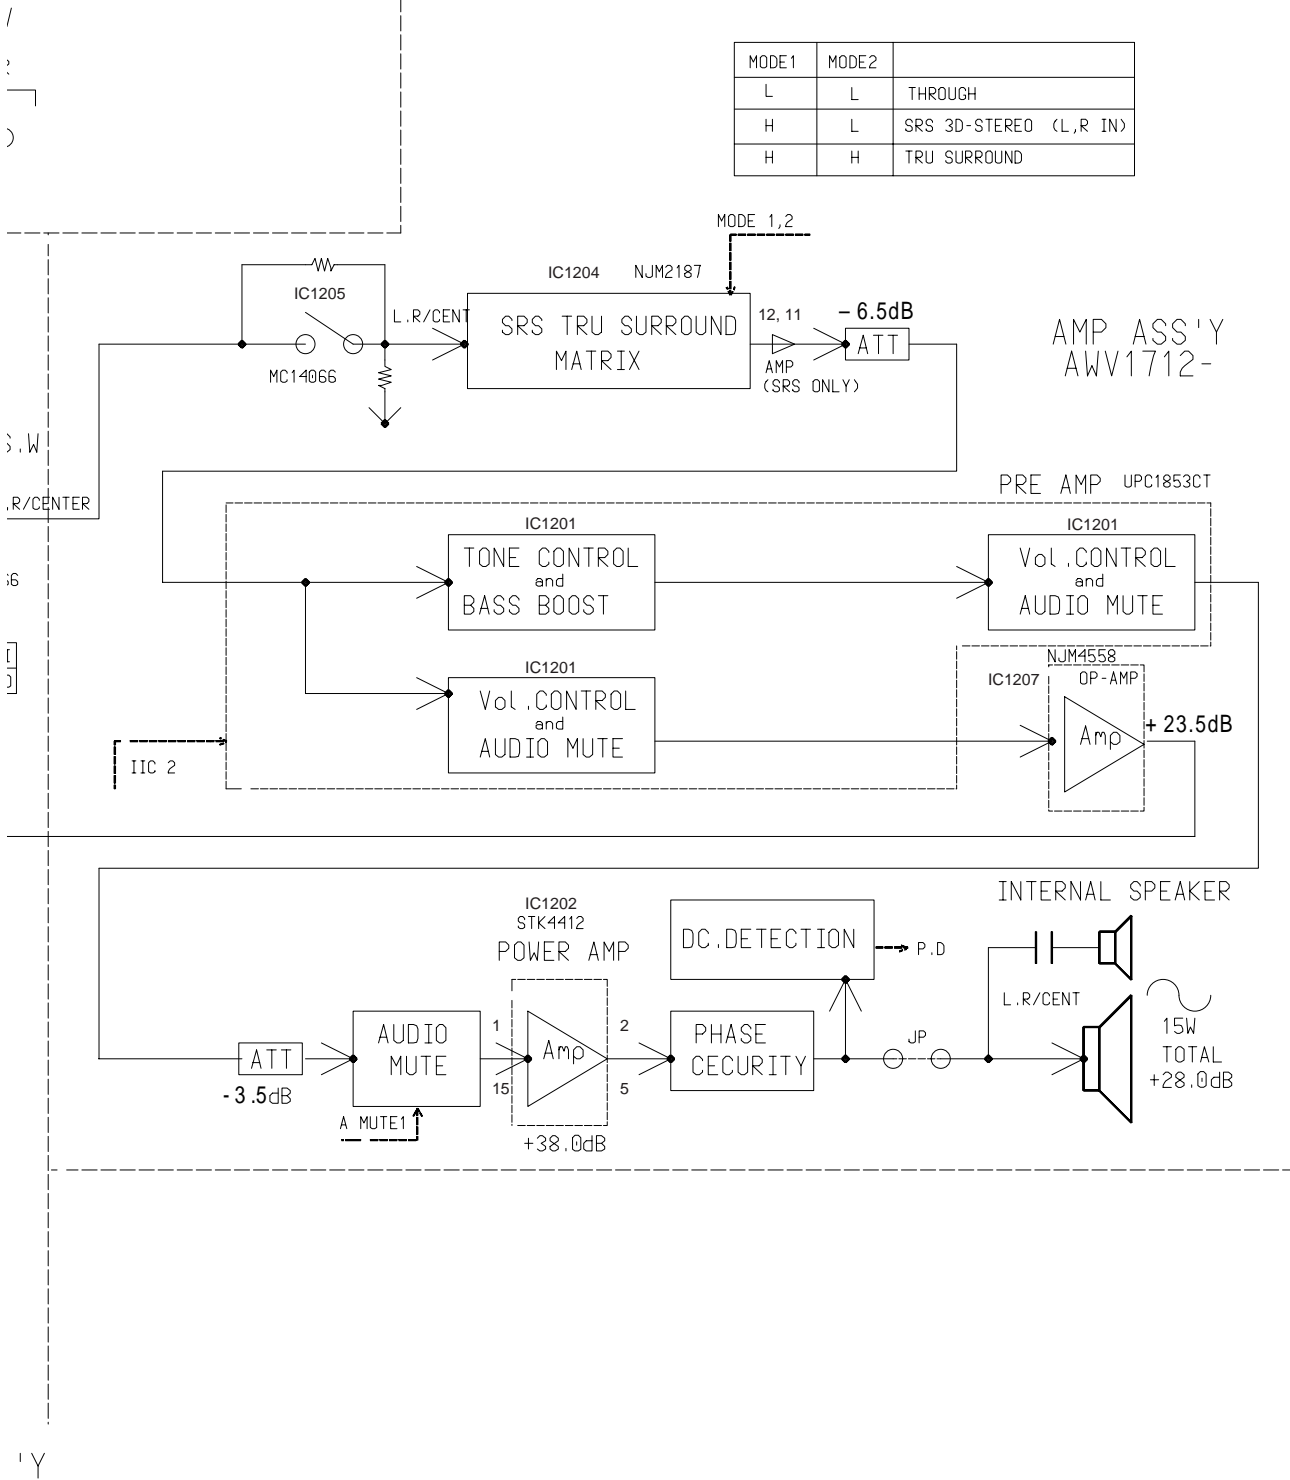 MODE1 MODE2
L L THROUGH
H L SRS 3D-STEREO (L,R IN)
H H TRU SURROUND
MODE 1,2
IC1204 NJM2187
IC1205
L.R/CENT
SRS TRU SURROUND
MATRIX
12, 11
– 6.5dB
ATT
AMP
(SRS ONLY)
MC14066
AMP ASS'Y
AWV1712-
S.W
.R/CENTER
PRE AMP UPC1853CT
IC1201
TONE CONTROL
and
BASS BOOST
IC1201
Vol.CONTROL
and
AUDIO MUTE
66
IC1201
Vol.CONTROL
and
AUDIO MUTE
NJM4558
IC1207 OP-AMP
Amp
+ 23.5dB
IIC 2
INTERNAL SPEAKER
IC1202
STK4412
POWER AMP
DC.DETECTION
P.D
L.R/CENT
15W
TOTAL
+28.0dB
ATT
- 3.5dB
AUDIO
MUTE
A MUTE1
1
15
Amp
+38.0dB
2
5
PHASE
CECURITY
JP
'Y